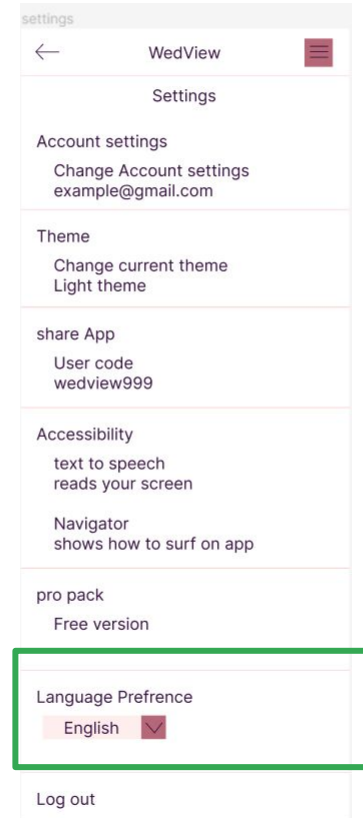 settings
WedView
Settings
Account settings
Change Account settings
example@gmail.com
Theme
Change current theme
Light theme
share App
User code
wedview999
Accessibility
text to speech
reads your screen
Navigator
shows how to surf on app
pro pack
Free version
Language Prefrence
English
Log out